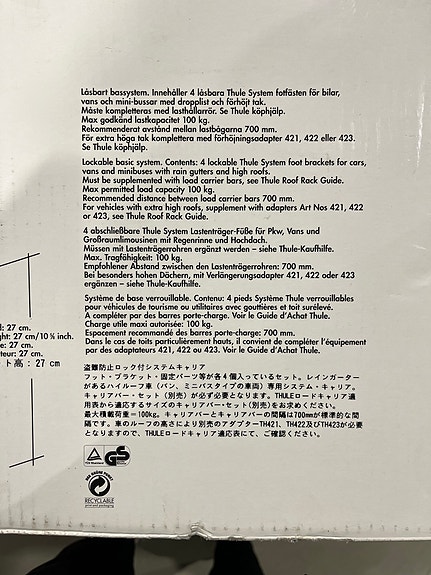 Låsbart bassystem. Innehåller 4 låsbara Thule System fotfästen för bilar,
vans och mini-bussar med dropplist och förhöjt tak.
Måste kompletteras med lasthållarrör. Se Thule köphjälp.
Max godkänd lastkapacitet 100 kg.
Rekommenderat avstånd mellan lastbågarna 700 mm.
För extra höga tak komplettera med förhöjningsadapter 421, 422 eller 423.
Se Thule köphjälp.
Lockable basic system. Contents: 4 lockable Thule System foot brackets for cars,
vans and minibuses with rain gutters and high roofs.
Must be supplemented with load carrier bars, see Thule Roof Rack Guide.
Max permitted load capacity 100 kg.
Recommended distance between load carrier bars 700 mm.
For vehicles with extra high roofs, supplement with adapters Art Nos 421, 422
or 423, see Thule Roof Rack Guide.
4 abschließbare Thule System Lastenträger-Füße für Pkw, Vans und
Großraumlimousinen mit Regenrinne und Hochdach.
Müssen mit Lastenträgerrohren ergänzt werden – siehe Thule-Kaufhilfe.
Max. Tragfähigkeit: 100 kg.
Empfohlener Abstand zwischen den Lastenträgerrohren: 700 mm.
Bei besonders hohen Dächern, mit Verlängerungsadapter 421, 422 oder 423
ergänzen – siehe Thule-Kaufhilfe.
Système de base verrouillable. Contenu: 4 pieds Système Thule verrouillables
pour véhicules de tourisme ou utilitaires avec gouttières et toit surélevé.
A compléter par des barres porte-charge. Voir le Guide d'Achat Thule.
Charge utile maxi autorisée: 100 kg.
Espacement recommandé des barres porte-charge: 700 mm.
Dans le cas de toits particulièrement hauts, il convient de compléter l'équipement
par des adaptateurs 421, 422 ou 423. Voir le Guide d'Achat Thule.
盗難防止ロック付システムキャリア
フット・ブラケット・固定パーツ等が各4個入っているセット。レインガーター
があるハイルーフ車(バン、ミニバスタイプの車両)専用システム・キャリア。
キャリアバー・セット(別売)が必ず必要となります。THULEロードキャリア適
用表から適応するサイズのキャリアバー・セット(別売)をお求めください。
最大積載荷重=100kg。キャリアバーとキャリアバーの間隔は700mmが標準的な間
隔です。車のルーフの高さにより別売のアダプターTH421、TH422及びTH423が必要
となりますので、THULEロードキャリア適応表にて、ご確認ください。
l: 27 cm.
ht: 27 cm/10 ⅝ inch.
e: 27 cm.
teur: 27 cm.
ト高: 27 cm
GS
RECYCLABLE